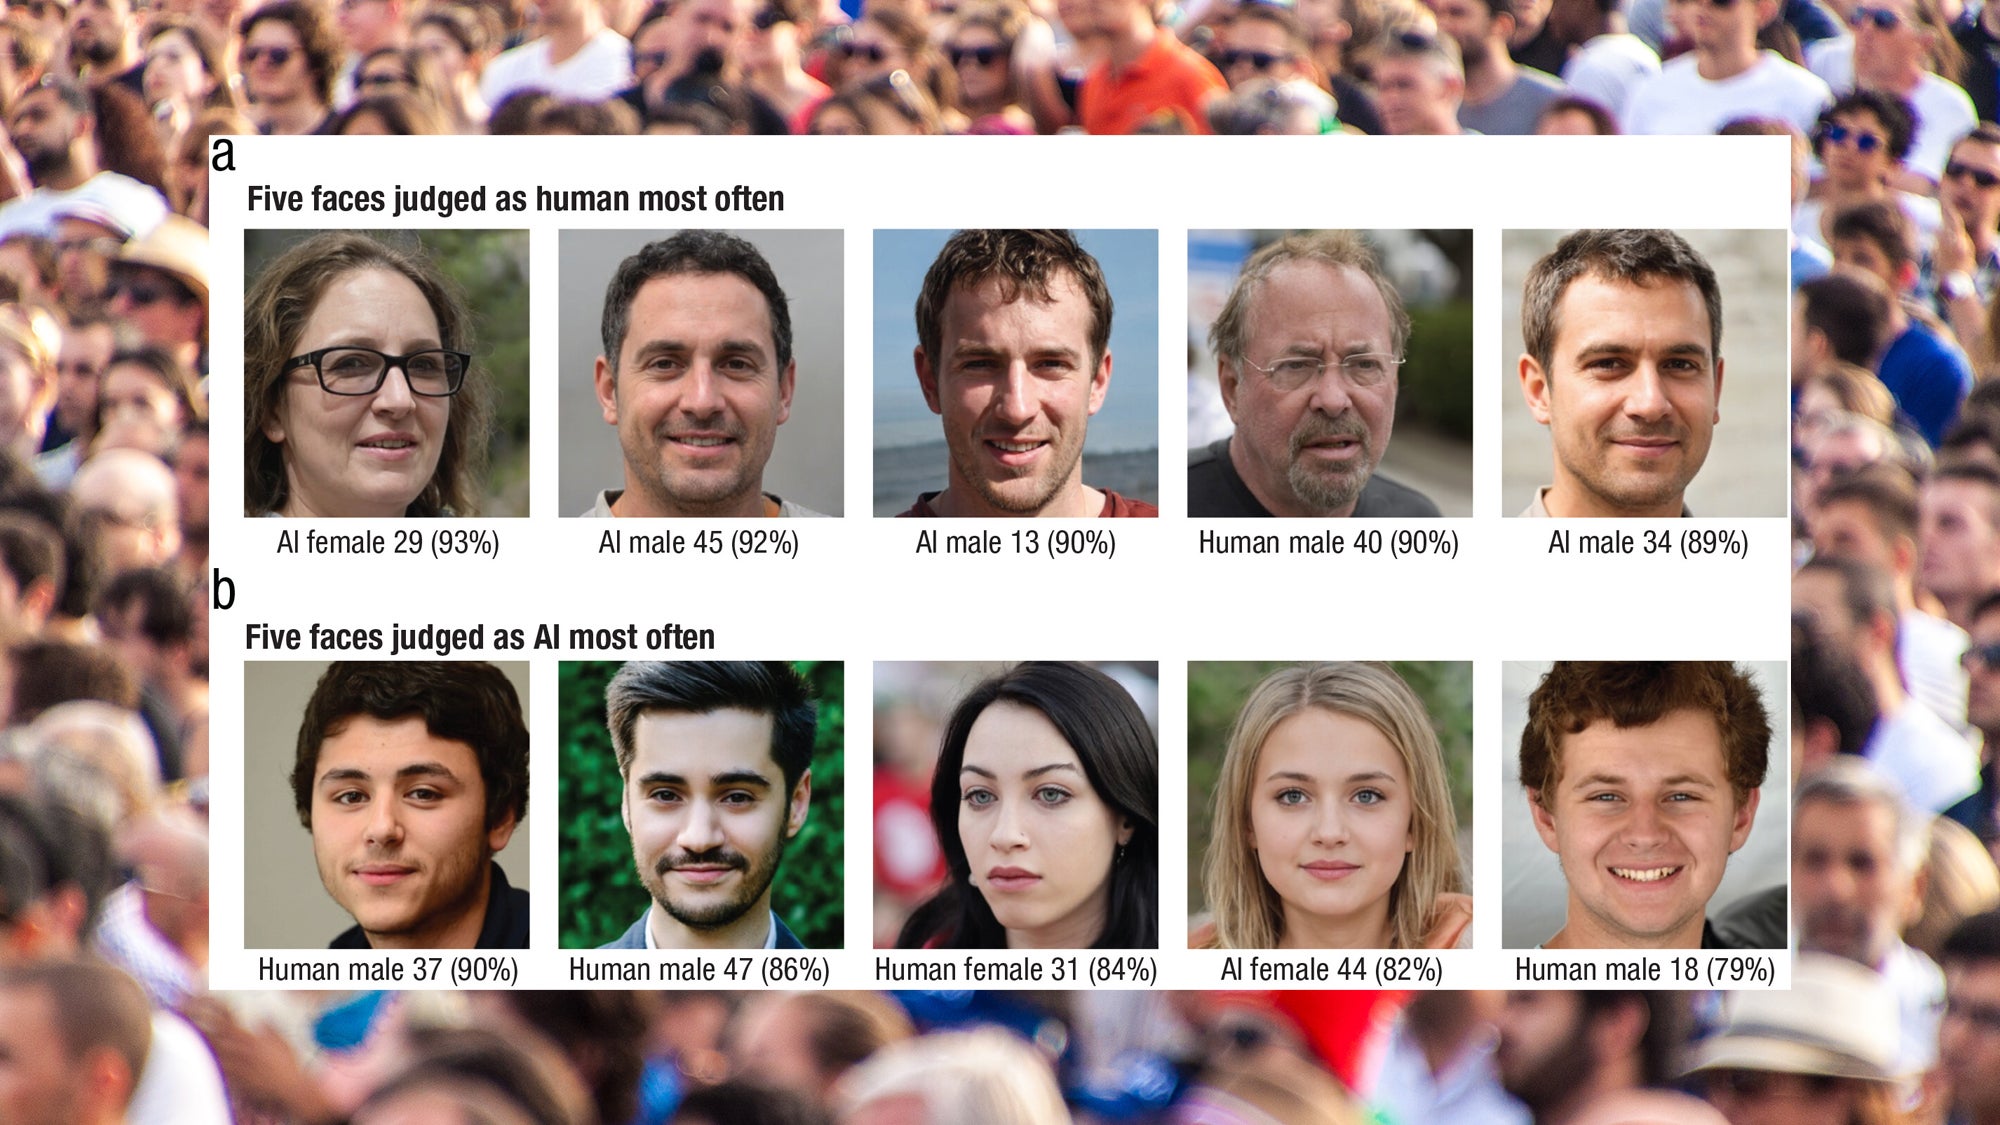 a
Five faces judged as human most often
AI female 29 (93%)
AI male 45 (92%)
AI male 13 (90%)
Human male 40 (90%)
AI male 34 (89%)
b
Five faces judged as AI most often
Human male 37 (90%)
Human male 47 (86%)
Human female 31 (84%)
AI female 44 (82%)
Human male 18 (79%)